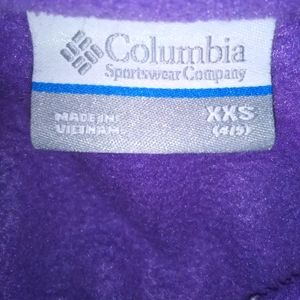 Columbia
Sportswear Company
XXS
MADE IN:
VIETNAM
(4/5)